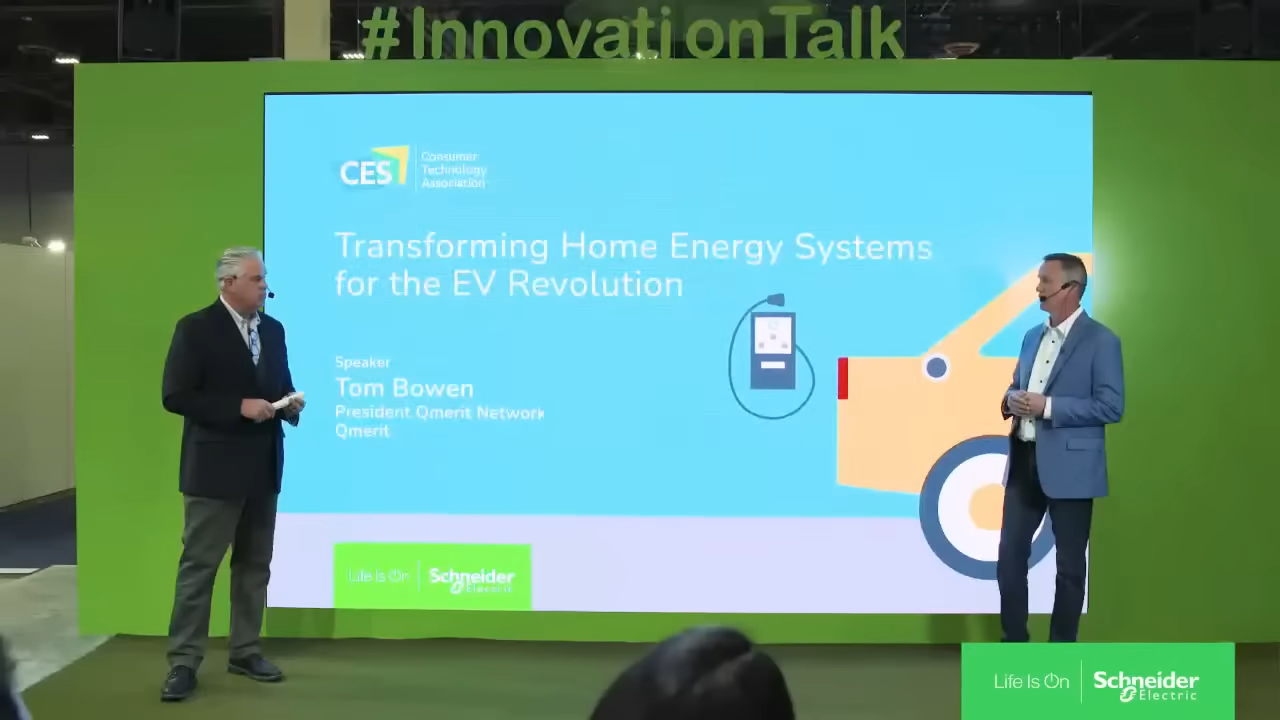 #InnovationTalk
CES
Consumer
Technology
Association
Transforming Home Energy Systems
for the EV Revolution
Speaker
Tom Bowen
President Qmerit Network
Qmerit
Life Is On
Schneider
Electric
Life Is On
Schneider
Electric